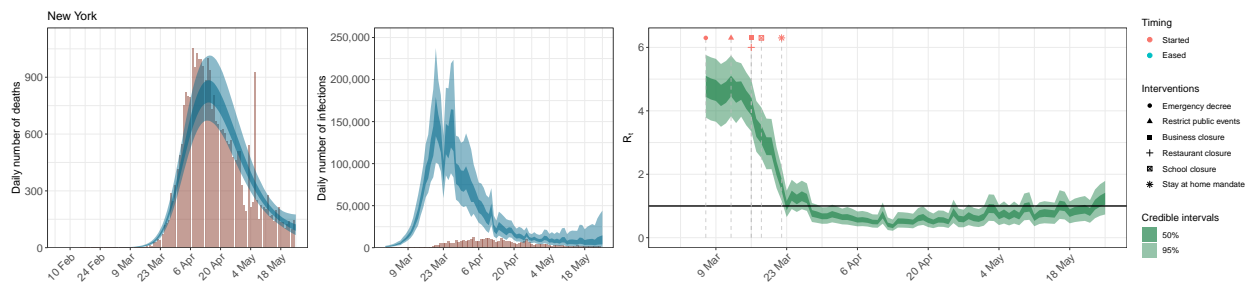 New York
Daily number of deaths
900
600
300
0
10 Feb
24 Feb
9 Mar
23 Mar
6 Apr
20 Apr
4 May
18 May
Daily number of infections
250,000
200,000
150,000
100,000
50,000
0
9 Mar
23 Mar
6 Apr
20 Apr
4 May
18 May
Rt
6
4
2
1
0
9 Mar
23 Mar
6 Apr
20 Apr
4 May
18 May
Timing
Started
Eased
Interventions
Emergency decree
Restrict public events
Business closure
Restaurant closure
School closure
Stay at home mandate
Credible intervals
50%
95%